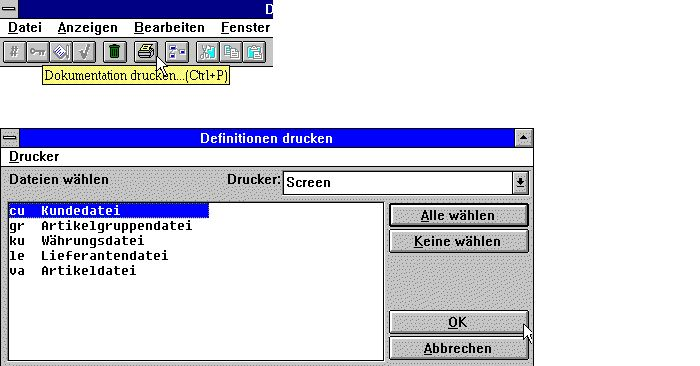 D
Datei Anzeigen Bearbeiten Fenster
#
Dokumentation drucken...(Ctrl+P)
Definitionen drucken
Drucker
Dateien wählen Drucker: Screen
cu Kundedatei
gr Artikelgruppendatei
ku Währungsdatei
le Lieferantendatei
va Artikeldatei
Alle wählen
Keine wählen
OK
Abbrechen